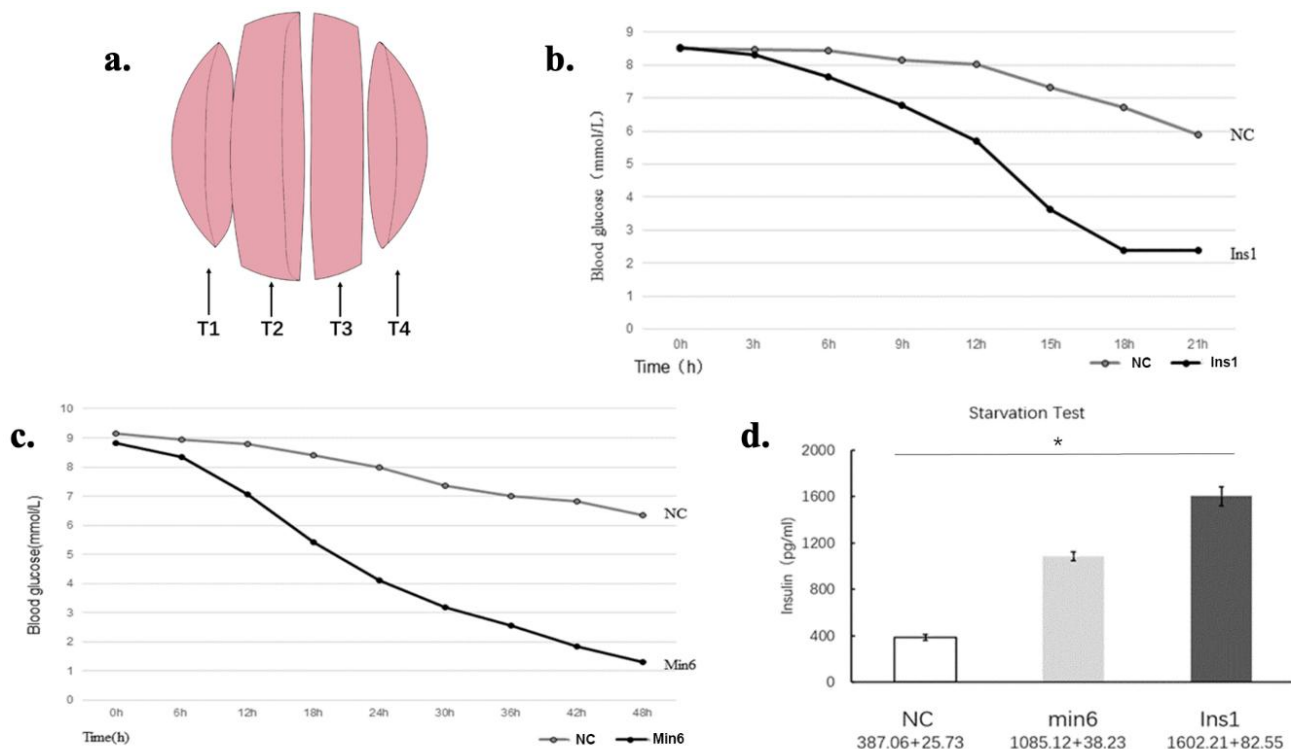 a.
T1 T2 T3 T4
b.
Blood glucose (mmol/L)
9
8
7
6
5
4
3
2
1
0
NC
Ins1
0h 3h 6h 9h 12h 15h 18h 21h
Time (h)
NC Ins1
c.
Blood glucose(mmol/L)
10
9
8
7
6
5
4
3
2
1
0
NC
Min6
0h 6h 12h 18h 24h 30h 36h 42h 48h
Time(h)
NC Min6
d.
Starvation Test
*
Insulin (pg/ml)
2000
1600
1200
800
400
0
NC min6 Ins1
387.06+25.73 1085.12+38.23 1602.21+82.55